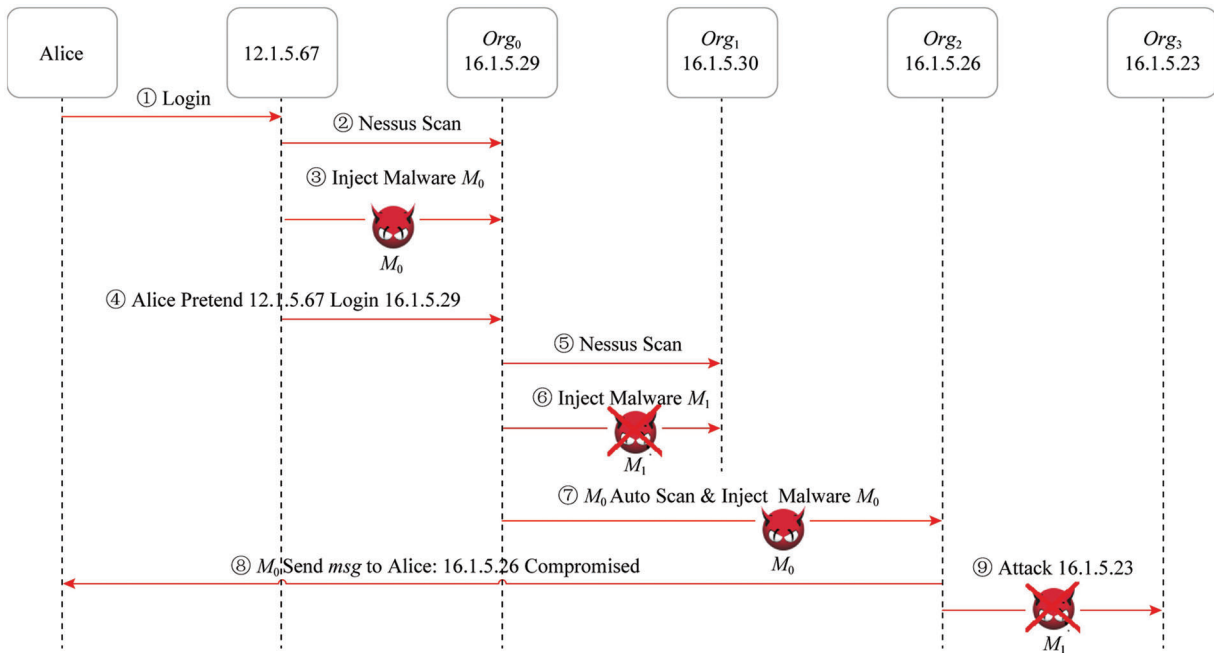 Alice
12.1.5.67
Org₀
16.1.5.29
Org₁
16.1.5.30
Org₂
16.1.5.26
Org₃
16.1.5.23
① Login
② Nessus Scan
③ Inject Malware M₀
M₀
④ Alice Pretend 12.1.5.67 Login 16.1.5.29
⑤ Nessus Scan
⑥ Inject Malware M₁
M₁
⑦ M₀ Auto Scan & Inject Malware M₀
M₀
⑧ M₀ Send msg to Alice: 16.1.5.26 Compromised
⑨ Attack 16.1.5.23
M₁